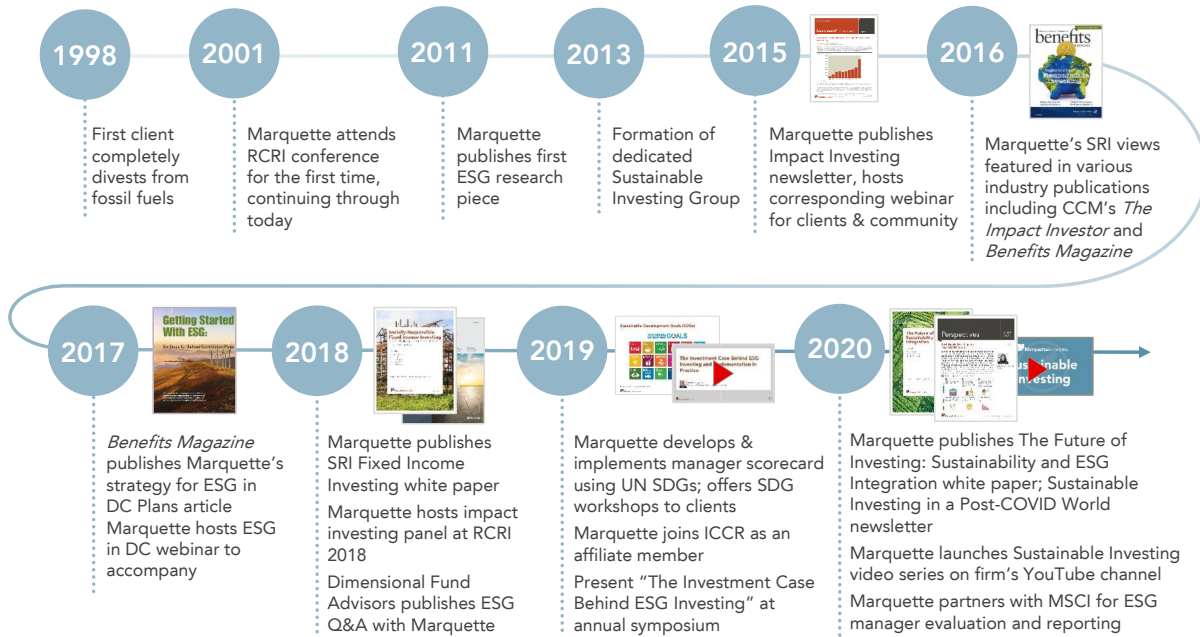 1998
2001
2011
2013
2015
2016
benefits
First client
completely
divests from
fossil fuels
Marquette attends
RCRI conference
for the first time,
continuing through
today
Marquette
publishes first
ESG research
piece
Formation of
dedicated
Sustainable
Investing Group
Marquette publishes
Impact Investing
newsletter, hosts
corresponding webinar
for clients & community
Marquette's SRI views
featured in various
industry publications
including CCM's The
Impact Investor and
Benefits Magazine
2017
Getting Started
With ESG:
2018
Socially Responsible
Fixed Income Investing
2019
Sustainable Development Goals (SDGs)
GOALS
The Investment Case Behind ESG
Investing and Implementation in
Practice
2020
The Future of
Perspectives
Marquette
Sustainable
Investing
Benefits Magazine
publishes Marquette's
strategy for ESG in
DC Plans article
Marquette hosts ESG
in DC webinar to
accompany
Marquette publishes
SRI Fixed Income
Investing white paper
Marquette hosts impact
investing panel at RCRI
2018
Dimensional Fund
Advisors publishes ESG
Q&A with Marquette
Marquette develops &
implements manager scorecard
using UN SDGs; offers SDG
workshops to clients
Marquette joins ICCR as an
affiliate member
Present "The Investment Case
Behind ESG Investing" at
annual symposium
Marquette publishes The Future of
Investing: Sustainability and ESG
Integration white paper; Sustainable
Investing in a Post-COVID World
newsletter
Marquette launches Sustainable Investing
video series on firm's YouTube channel
Marquette partners with MSCI for ESG
manager evaluation and reporting